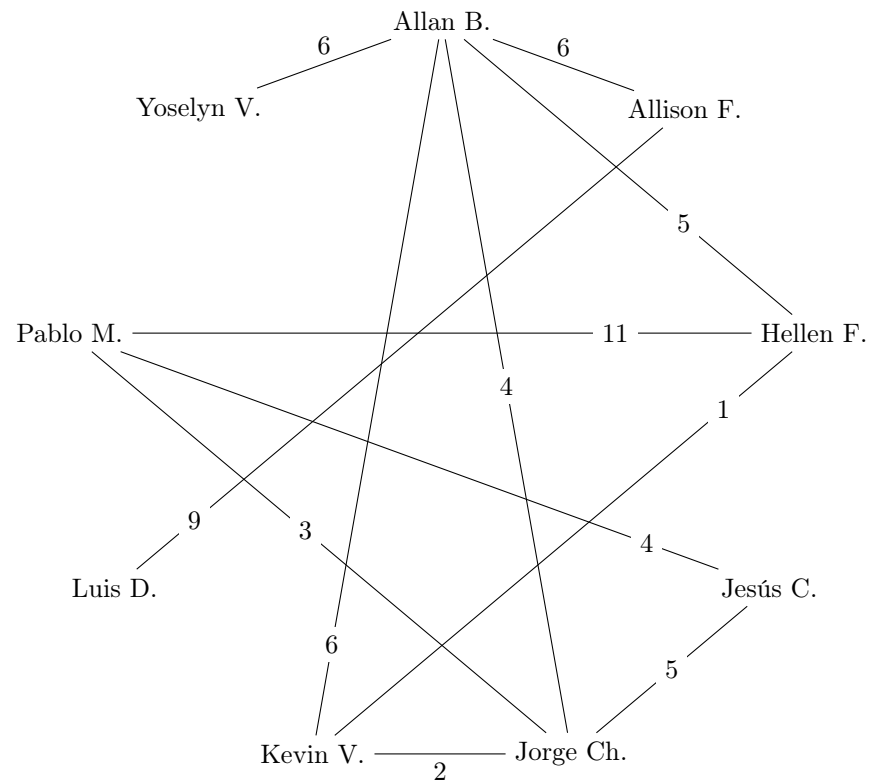 Allan B.
6
6
Yoselyn V.
Allison F.
5
Pablo M.
11
Hellen F.
4
1
9
3
4
Luis D.
Jesús C.
6
5
Kevin V.
Jorge Ch.
2